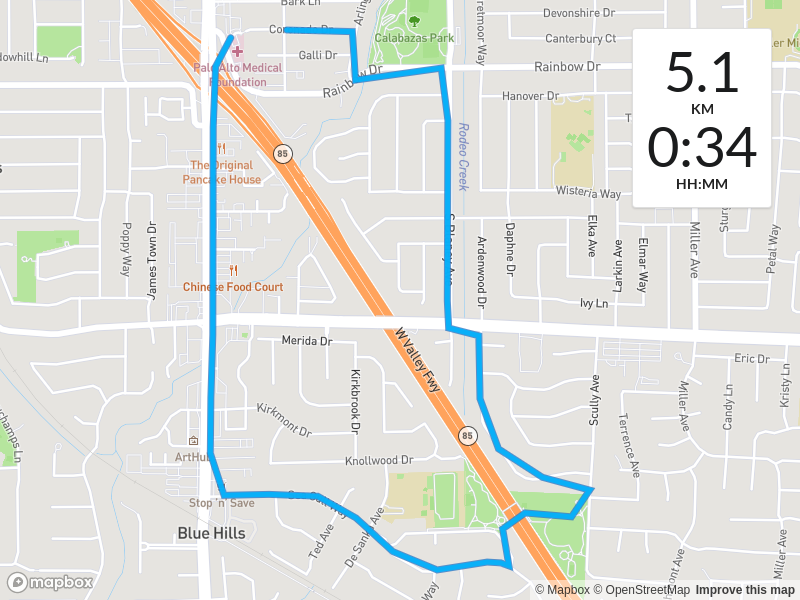 Bark Ln
Devonshire Dr
Canterbury Ct
Calabazas Park
Galli Dr
Palo Alto Medical
Foundation
Rainbow Dr
Rainbow Dr
Hanover Dr
5.1
KM
0:34
HH:MM
85
Rodeo Creek
The Original
Pancake House
Wisteria Way
Poppy Way
James Town Dr
Ardenwood Dr
Daphne Dr
Elka Ave
Larkin Ave
Elmar Way
Miller Ave
Petal Way
Chinese Food Court
Ivy Ln
Merida Dr
W Valley Fwy
Eric Dr
Kirkbrook Dr
Scully Ave
Miller Ave
Candy Ln
Kristy Ln
Kirkmont Dr
Terrence Ave
85
ArtHu
Knollwood Dr
Stop 'n' Save
Blue Hills
Ted Ave
De Sanka Ave
Way
Miller Ave
mapbox
© Mapbox © OpenStreetMap Improve this map